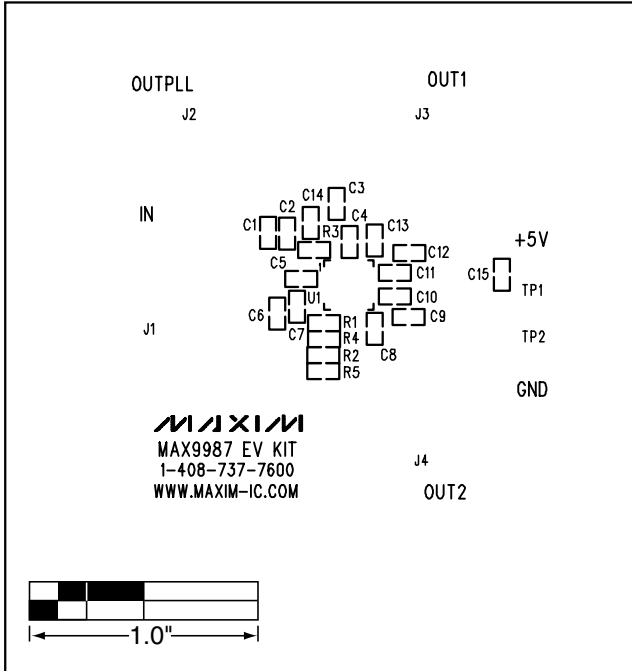 OUTPLL
OUT1
J2
J3
C3
C14
IN
C2
C1
C4
C13
R3
+5V
C12
C5
C11
C15
TP1
U1
C10
C6
C9
J1
C7
R1
R4
TP2
C8
R2
R5
GND
MAXIM
MAX9987 EV KIT
1-408-737-7600
WWW.MAXIM-IC.COM
J4
OUT2
1.0"